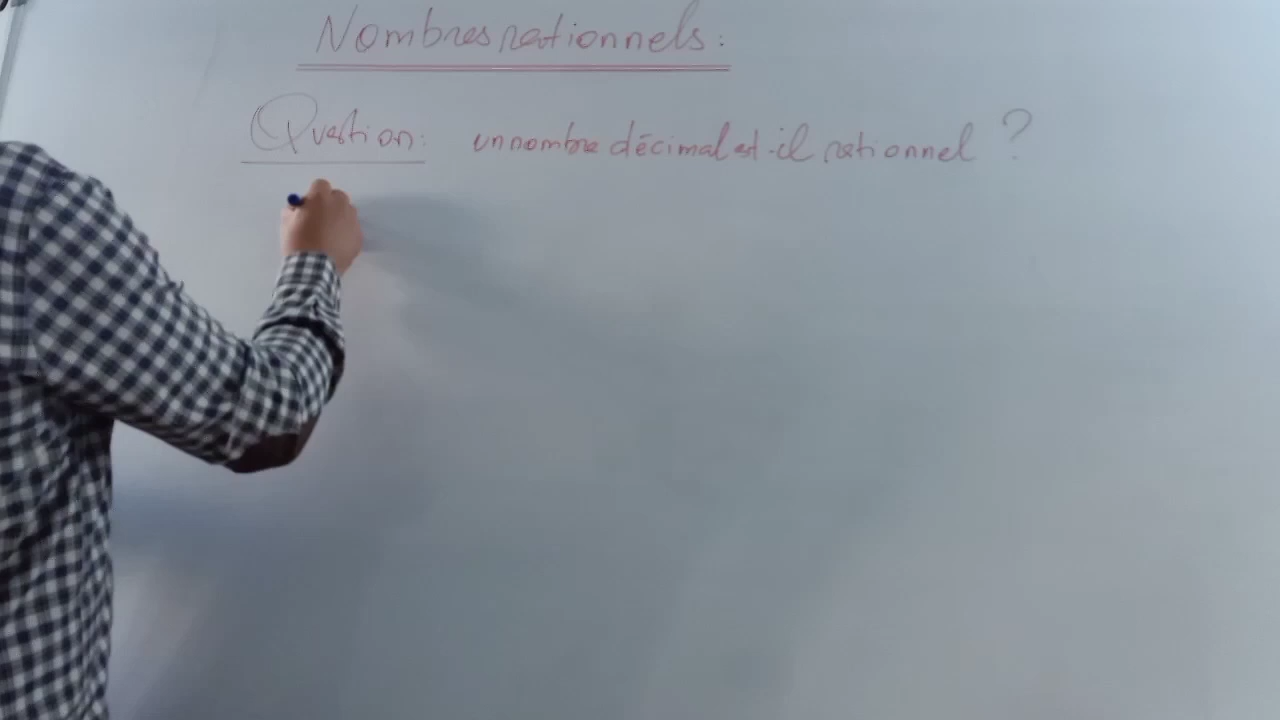 Nombres rationnels :
Question : un nombre décimal est-il rationnel ?